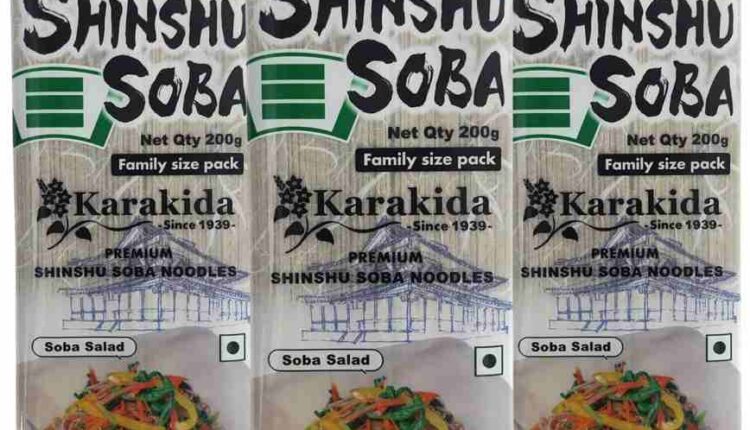 SHINSHU
SOBA
Net Qty 200g
Family size pack
Karakida
-Since 1939-
PREMIUM
SHINSHU SOBA NOODLES
Soba Salad
SHINSHU
SOBA
Net Qty 200g
Family size pack
Karakida
-Since 1939-
PREMIUM
SHINSHU SOBA NOODLES
Soba Salad
SHINSHU
SOBA
Net Qty 200g
Family size pack
Karakida
-Since 1939-
PREMIUM
SHINSHU SOBA NOODLES
Soba Salad